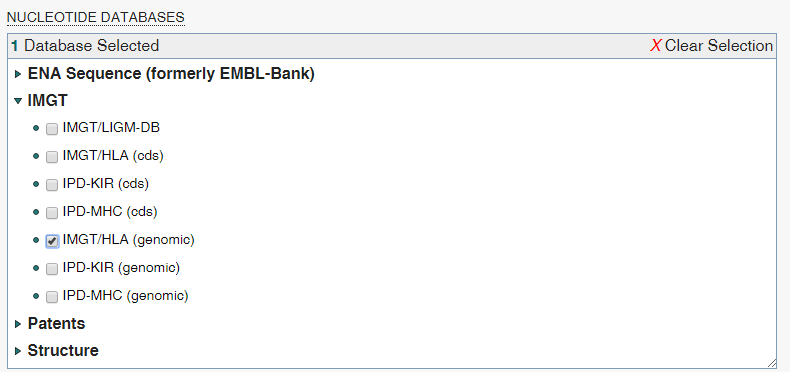 NUCLEOTIDE DATABASES
1 Database Selected X Clear Selection
ENA Sequence (formerly EMBL-Bank)
IMGT
IMGT/LIGM-DB
IMGT/HLA (cds)
IPD-KIR (cds)
IPD-MHC (cds)
IMGT/HLA (genomic)
IPD-KIR (genomic)
IPD-MHC (genomic)
Patents
Structure